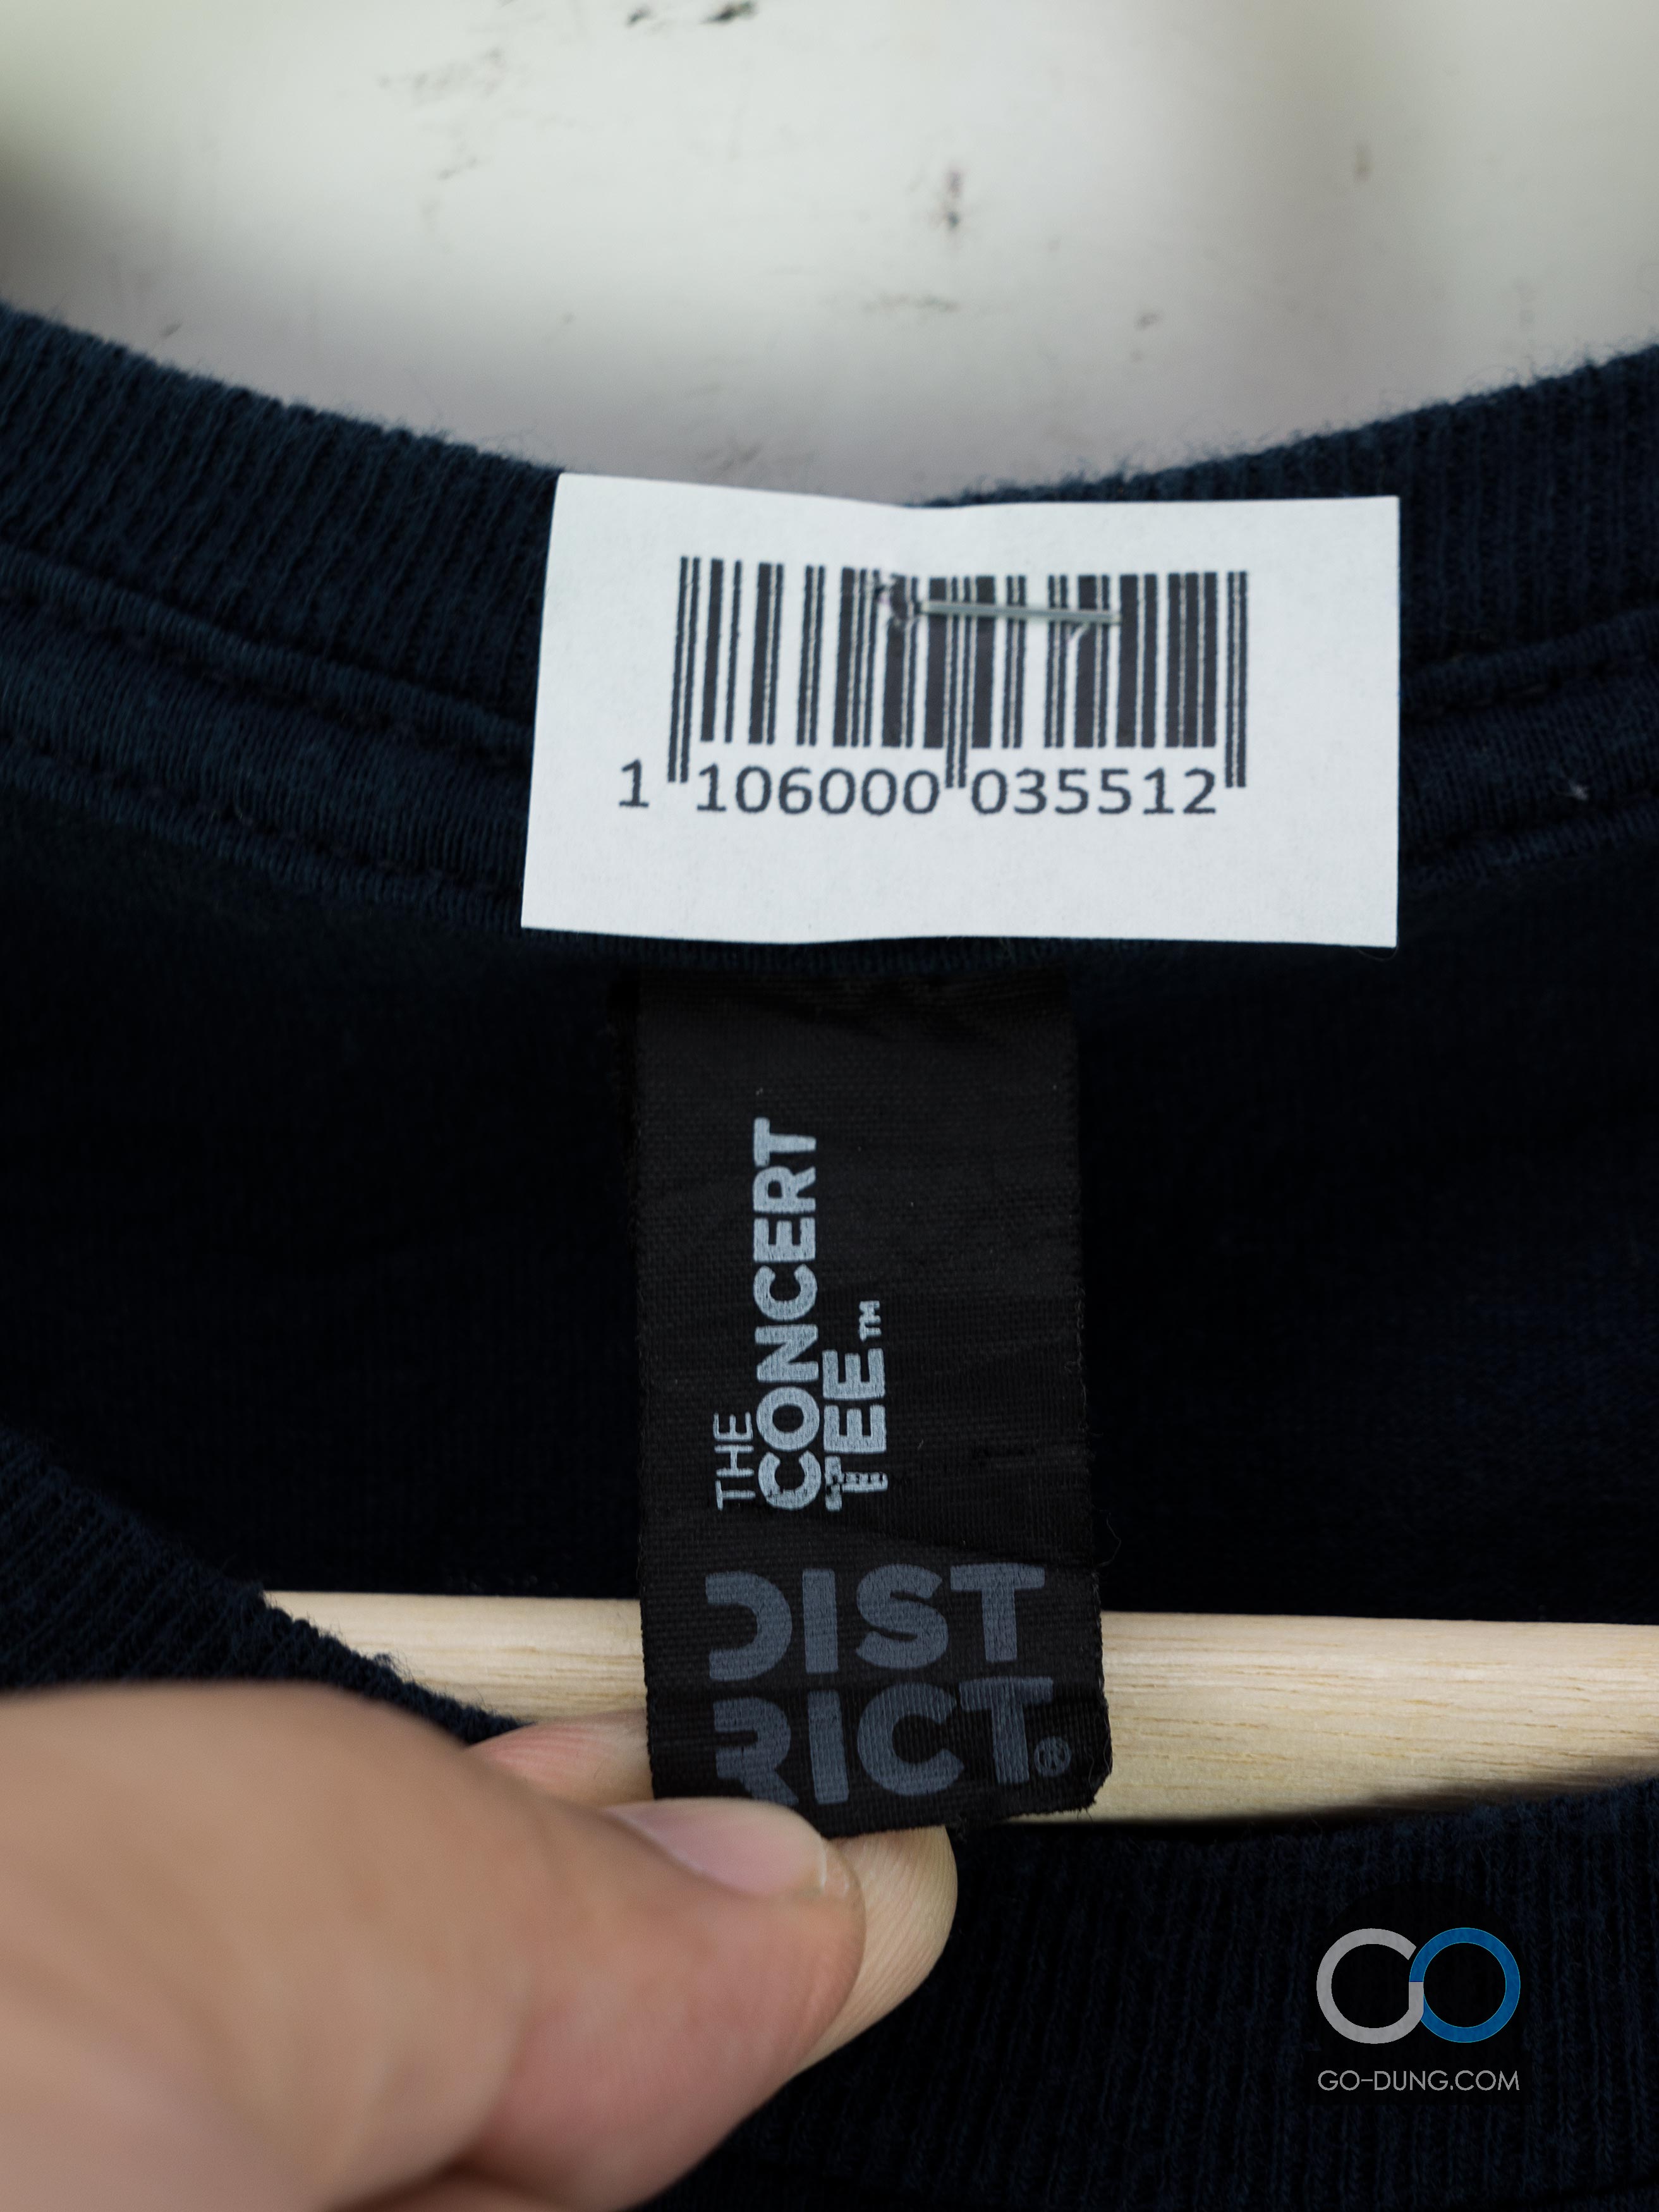 1 106000 035512
THE
CONCERT
TEE™
DIST
RICT®
GO-DUNG.COM